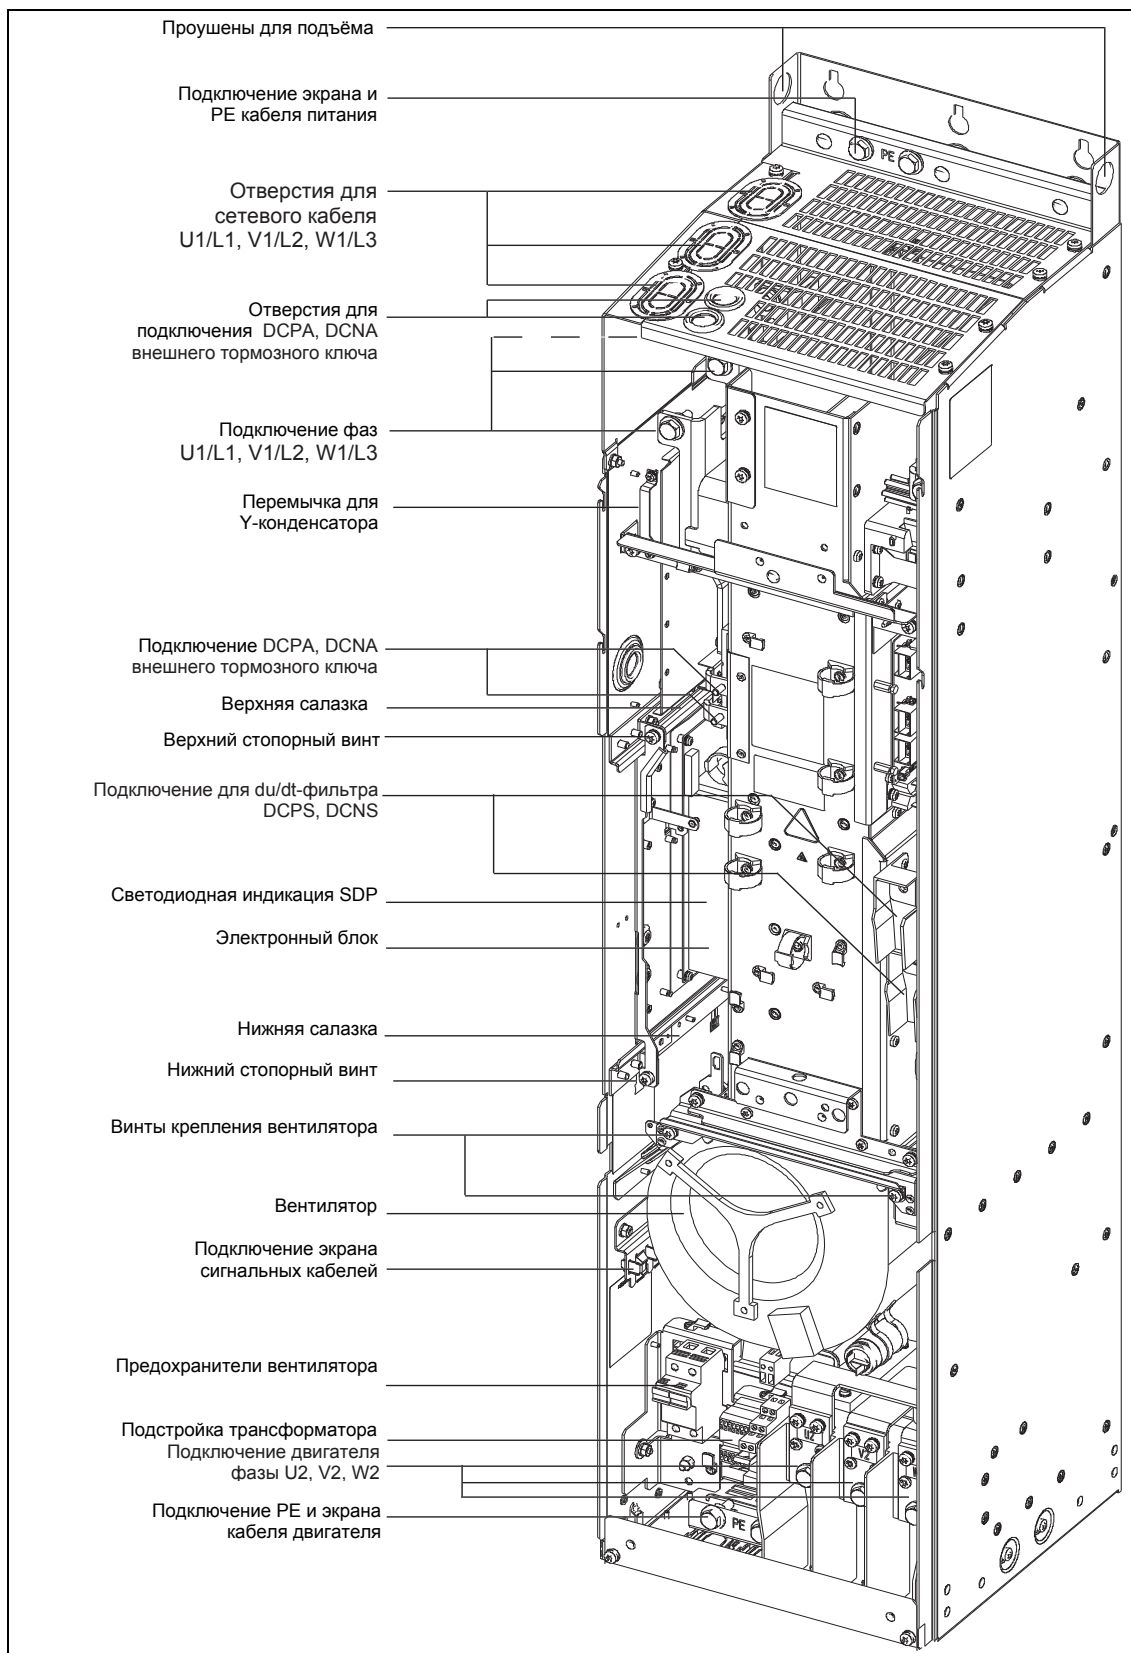 Проушены для подъёма
Подключение экрана и
PE кабеля питания
PE
Отверстия для
сетевого кабеля
U1/L1, V1/L2, W1/L3
Отверстия для
подключения DCPA, DCNA
внешнего тормозного ключа
Подключение фаз
U1/L1, V1/L2, W1/L3
Перемычка для
Y-конденсатора
Подключение DCPA, DCNA
внешнего тормозного ключа
Верхняя салазка
Верхний стопорный винт
Подключение для du/dt-фильтра
DCPS, DCNS
Светодиодная индикация SDP
Электронный блок
Нижняя салазка
Нижний стопорный винт
Винты крепления вентилятора
Вентилятор
Подключение экрана
сигнальных кабелей
Предохранители вентилятора
Подстройка трансформатора
Подключение двигателя
фазы U2, V2, W2
U2
V2
Подключение PE и экрана
кабеля двигателя
PE